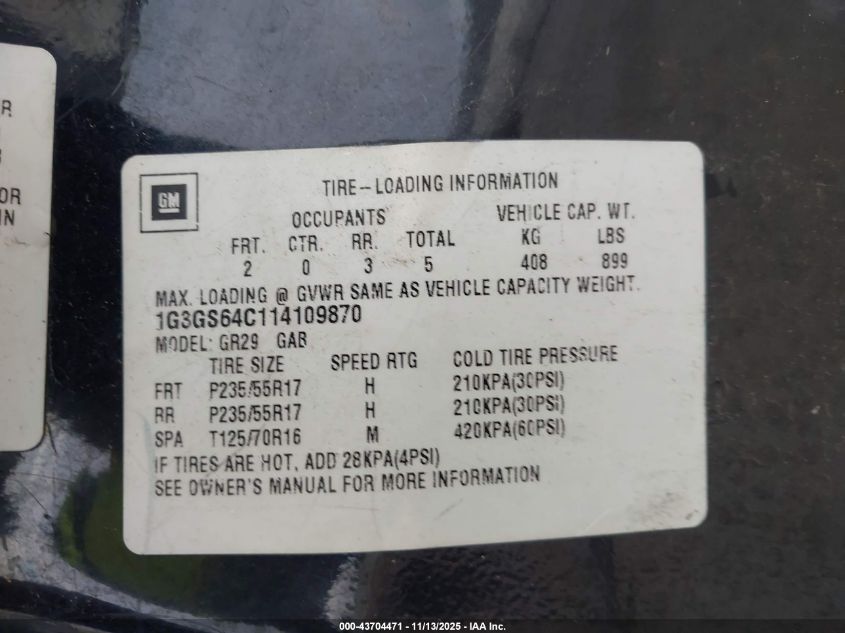 R
OR
IN
GM
TIRE-LOADING INFORMATION
OCCUPANTS VEHICLE CAP. WT.
FRT. CTR. RR. TOTAL KG LBS
2 0 3 5 408 899
MAX. LOADING @ GVWR SAME AS VEHICLE CAPACITY WEIGHT.
1G3GS64C114109870
MODEL: GR29 GAB
TIRE SIZE SPEED RTG COLD TIRE PRESSURE
FRT P235/55R17 H 210KPA(30PSI)
RR P235/55R17 H 210KPA(30PSI)
SPA T125/70R16 M 420KPA(60PSI)
IF TIRES ARE HOT, ADD 28KPA(4PSI)
SEE OWNER'S MANUAL FOR MORE INFORMATION
000-43704471 - 11/13/2025 - IAA Inc.